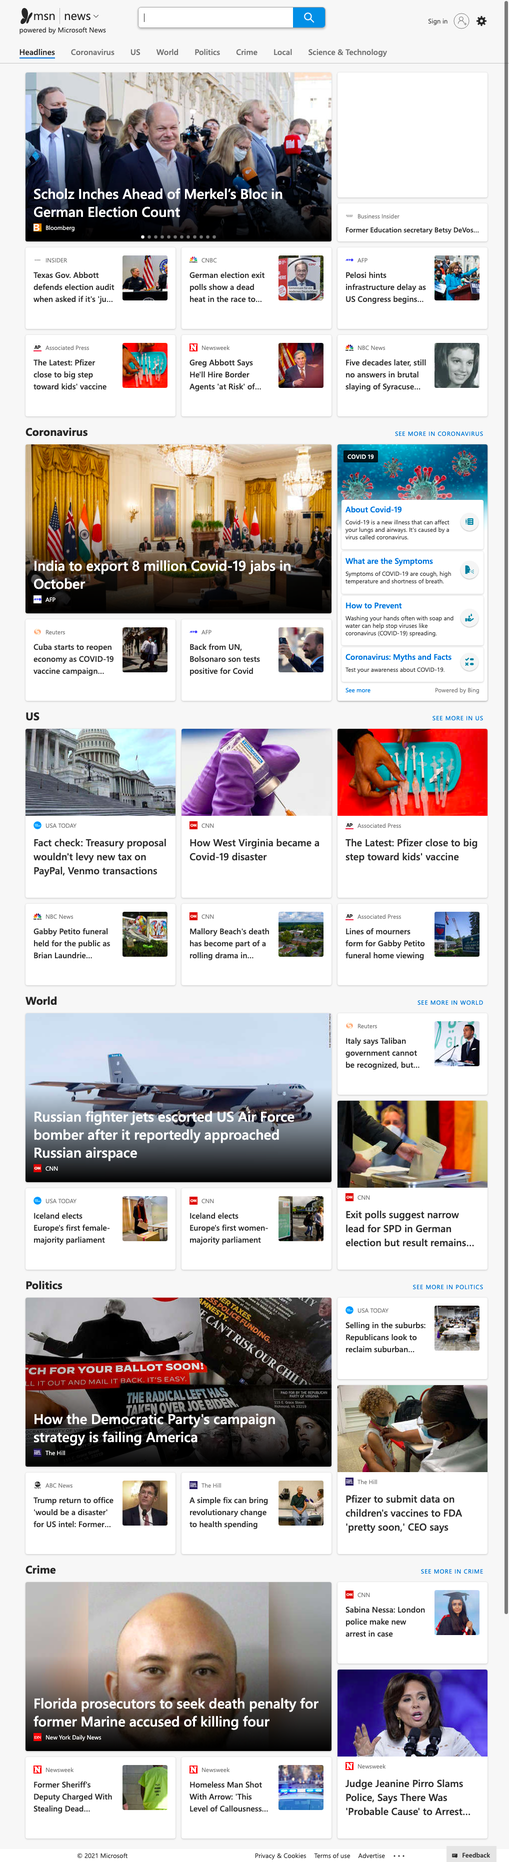 msn | news
powered by Microsoft News
Sign in
Headlines Coronavirus US World Politics Crime Local Science & Technology
Scholz Inches Ahead of Merkel's Bloc in
German Election Count
Bloomberg
Business Insider
Former Education secretary Betsy DeVos...
INSIDER
Texas Gov. Abbott
defends election audit
when asked if it's 'ju...
CNBC
German election exit
polls show a dead
heat in the race to...
AFP
Pelosi hints
infrastructure delay as
US Congress begins...
AP Associated Press
The Latest: Pfizer
close to big step
toward kids' vaccine
N Newsweek
Greg Abbott Says
He'll Hire Border
Agents 'at Risk' of...
NBC News
Five decades later, still
no answers in brutal
slaying of Syracuse...
Coronavirus
SEE MORE IN CORONAVIRUS
India to export 8 million Covid-19 jabs in
October
AFP
COVID 19
About Covid-19
Covid-19 is a new illness that can affect
your lungs and airways. It's caused by a
virus called coronavirus.
What are the Symptoms
Symptoms of COVID-19 are cough, high
temperature and shortness of breath.
How to Prevent
Washing your hands often with soap and
water can help stop viruses like
coronavirus (COVID-19) spreading.
Coronavirus: Myths and Facts
Test your awareness about COVID-19.
See more
Powered by Bing
Reuters
Cuba starts to reopen
economy as COVID-19
vaccine campaign...
AFP
Back from UN,
Bolsonaro son tests
positive for Covid
US
SEE MORE IN US
USA TODAY
Fact check: Treasury proposal
wouldn't levy new tax on
PayPal, Venmo transactions
CNN
How West Virginia became a
Covid-19 disaster
AP Associated Press
The Latest: Pfizer close to big
step toward kids' vaccine
NBC News
Gabby Petito funeral
held for the public as
Brian Laundrie...
CNN
Mallory Beach's death
has become part of a
rolling drama in...
AP Associated Press
Lines of mourners
form for Gabby Petito
funeral home viewing
World
SEE MORE IN WORLD
Russian fighter jets escorted US Air Force
bomber after it reportedly approached
Russian airspace
CNN
Reuters
Italy says Taliban
government cannot
be recognized, but...
CNN
Exit polls suggest narrow
lead for SPD in German
election but result remains...
USA TODAY
Iceland elects
Europe's first female-
majority parliament
CNN
Iceland elects
Europe's first women-
majority parliament
Politics
SEE MORE IN POLITICS
CAN'T RISK OUR CHILD
TCH FOR YOUR BALLOT SOON!
LL IT OUT AND MAIL IT BACK, IT'S EASY.
THE RADICAL LEFT HAS
TAKEN OVER JOE BIDEN.
How the Democratic Party's campaign
strategy is failing America
The Hill
USA TODAY
Selling in the suburbs:
Republicans look to
reclaim suburban...
The Hill
Pfizer to submit data on
children's vaccines to FDA
'pretty soon,' CEO says
ABC News
Trump return to office
'would be a disaster'
for US intel: Former...
The Hill
A simple fix can bring
revolutionary change
to health spending
Crime
SEE MORE IN CRIME
Florida prosecutors to seek death penalty for
former Marine accused of killing four
New York Daily News
CNN
Sabina Nessa: London
police make new
arrest in case
N Newsweek
Judge Jeanine Pirro Slams
Police, Says There Was
'Probable Cause' to Arrest...
N Newsweek
Former Sheriff's
Deputy Charged With
Stealing Dead...
N Newsweek
Homeless Man Shot
With Arrow: 'This
Level of Callousness...
© 2021 Microsoft
Privacy & Cookies Terms of use Advertise ...
Feedback